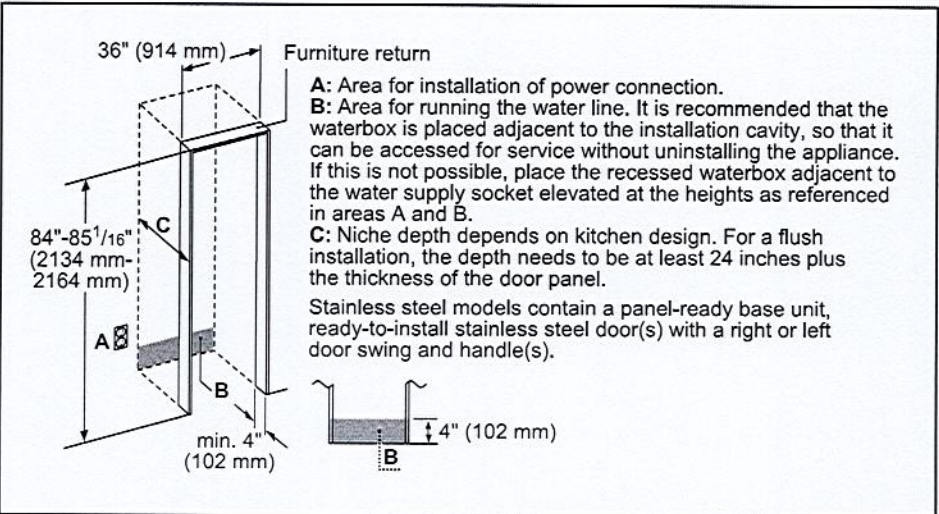 36" (914 mm)
Furniture return
A: Area for installation of power connection.
B: Area for running the water line. It is recommended that the
waterbox is placed adjacent to the installation cavity, so that it
can be accessed for service without uninstalling the appliance.
If this is not possible, place the recessed waterbox adjacent to
the water supply socket elevated at the heights as referenced
in areas A and B.
C: Niche depth depends on kitchen design. For a flush
installation, the depth needs to be at least 24 inches plus
the thickness of the door panel.
Stainless steel models contain a panel-ready base unit,
ready-to-install stainless steel door(s) with a right or left
door swing and handle(s).
C
84"-85 1/16"
(2134 mm-
2164 mm)
A
B
min. 4"
(102 mm)
4" (102 mm)
B